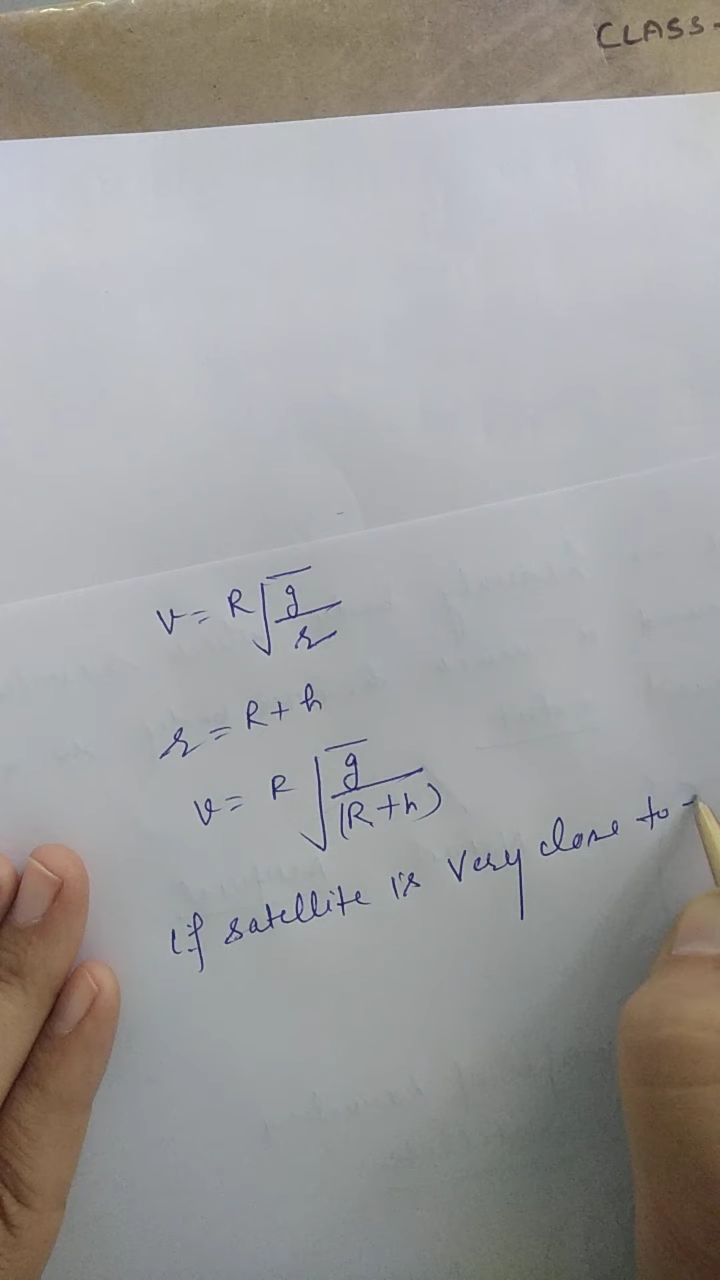 CLASS-
v = R√g/r
r = R + h
v = R √g/(R+h)
if satellite is very close to